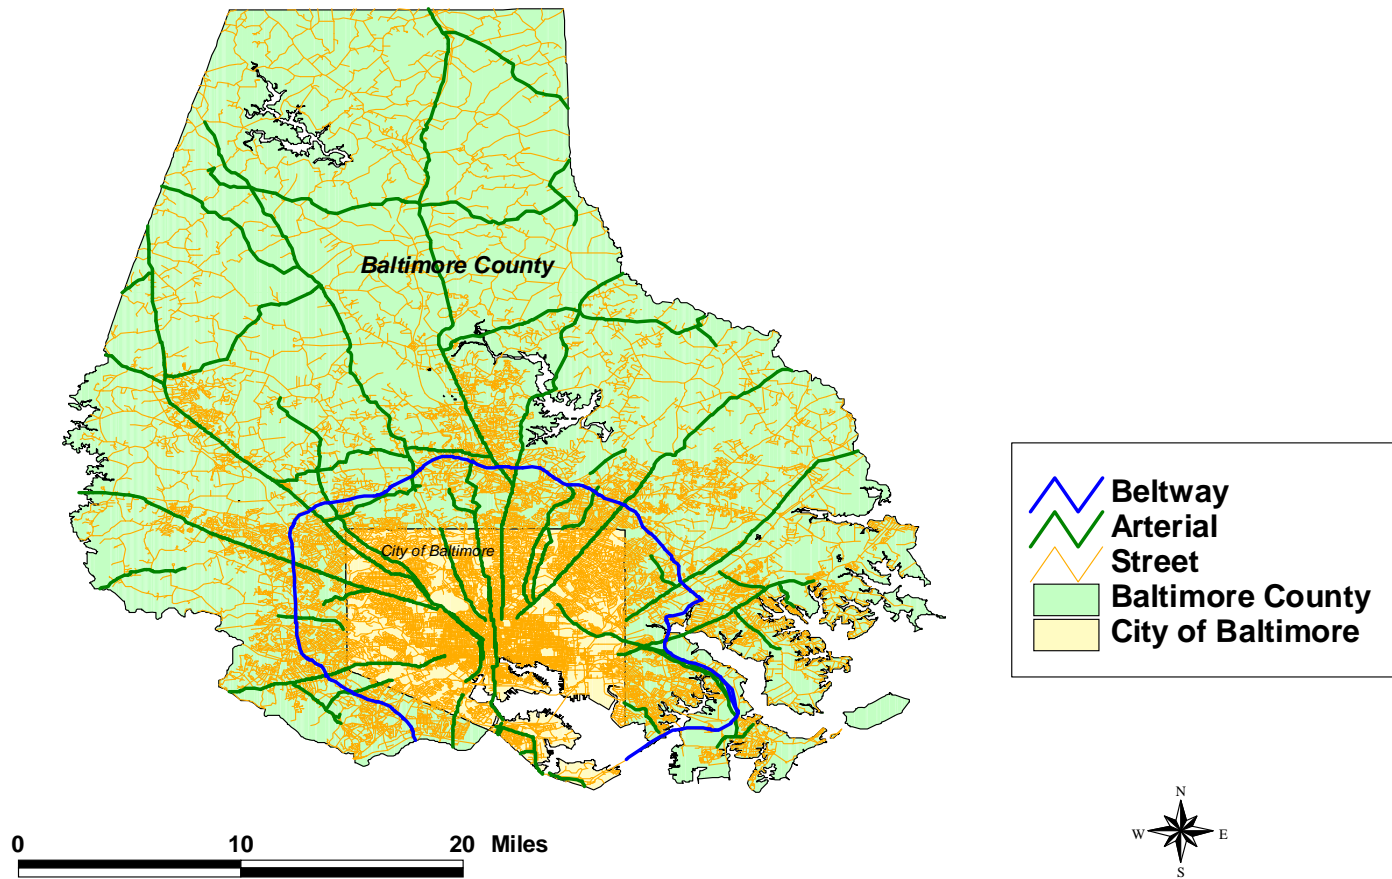 Baltimore County
City of Baltimore
Beltway
Arterial
Street
Baltimore County
City of Baltimore
0 10 20 Miles
N
W E
S